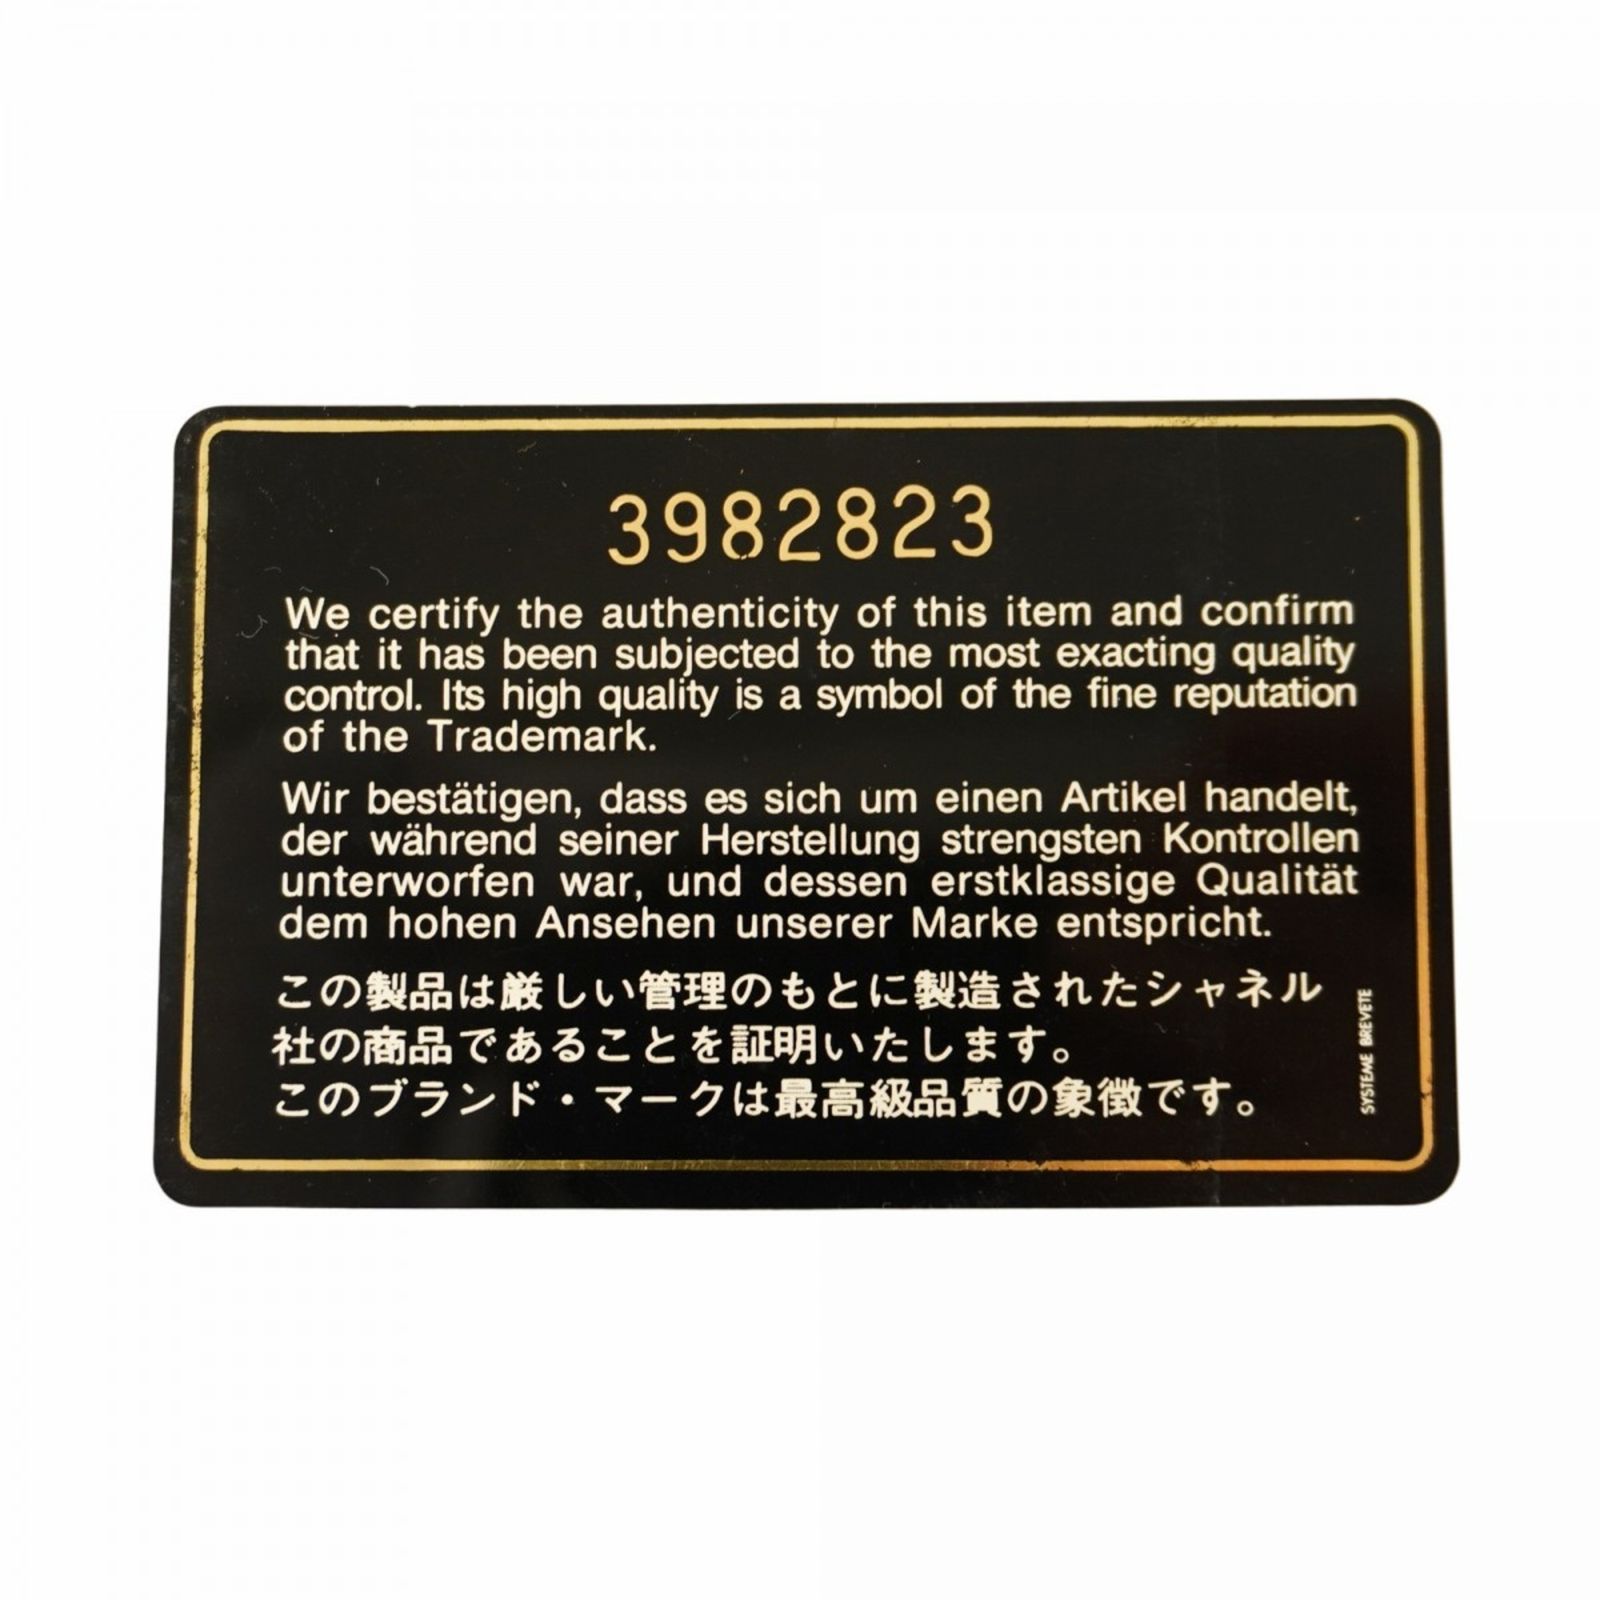 3982823
We certify the authenticity of this item and confirm
that it has been subjected to the most exacting quality
control. Its high quality is a symbol of the fine reputation
of the Trademark.
Wir bestätigen, dass es sich um einen Artikel handelt,
der während seiner Herstellung strengsten Kontrollen
unterworfen war, und dessen erstklassige Qualität
dem hohen Ansehen unserer Marke entspricht.
この製品は厳しい管理のもとに製造されたシャネル
社の商品であることを証明いたします。
このブランド・マークは最高級品質の象徴です。
SYSTEME BREVETE